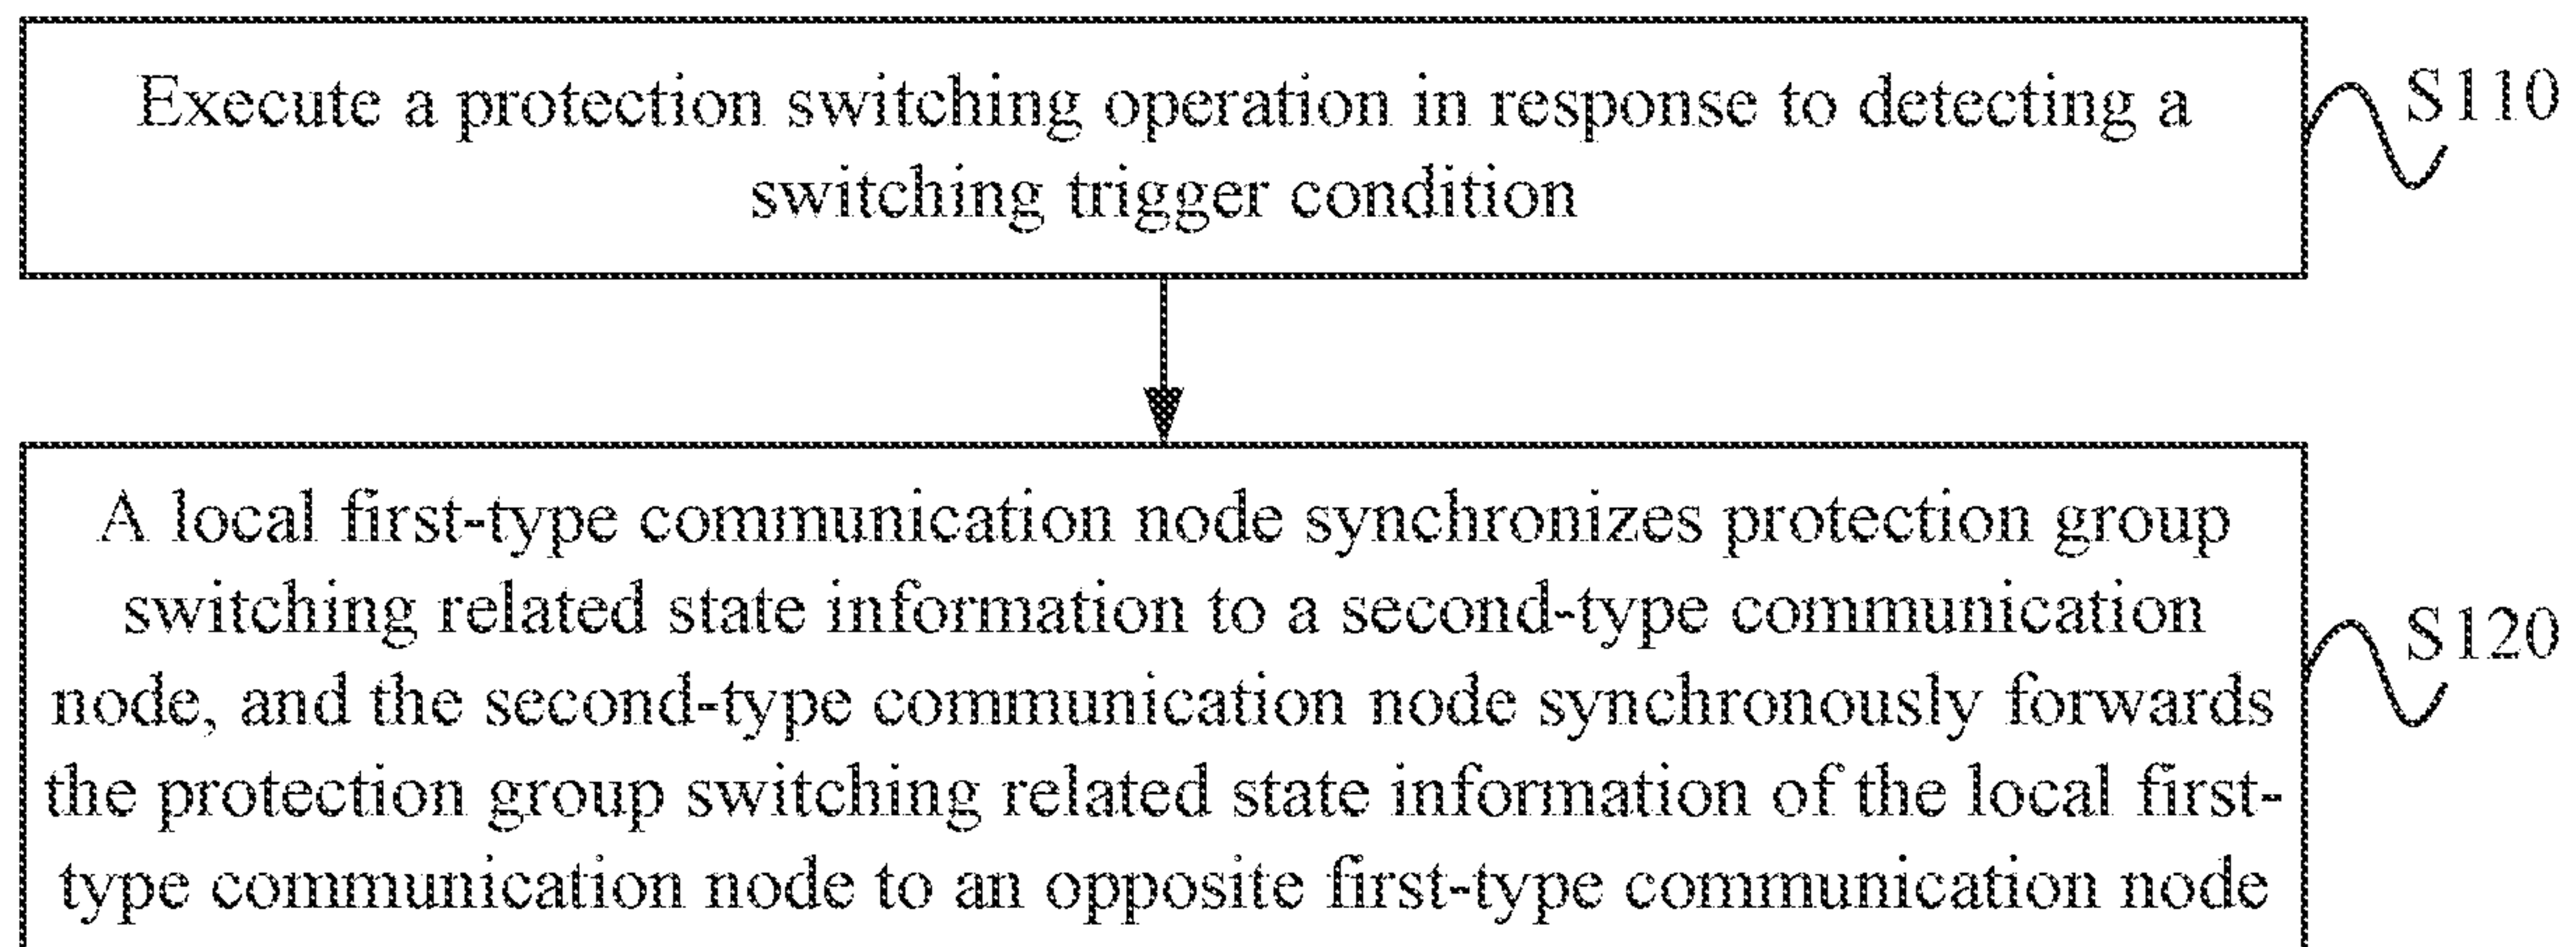 Execute a protection switching operation in response to detecting a
switching trigger condition
S110
A local first-type communication node synchronizes protection group
switching related state information to a second-type communication
node, and the second-type communication node synchronously forwards
the protection group switching related state information of the local first-
type communication node to an opposite first-type communication node
S120